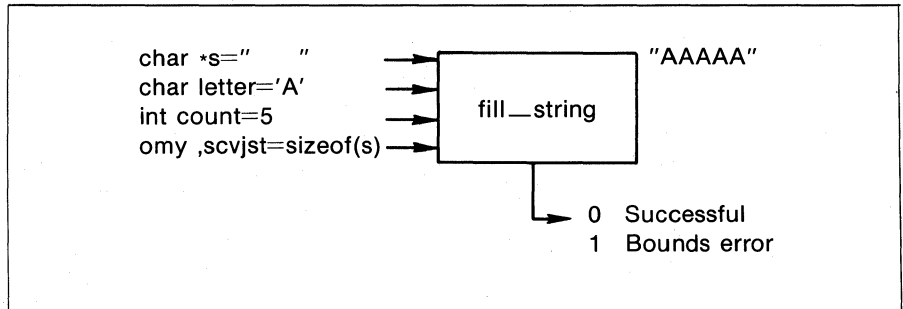 char *s="      "
char letter='A'
int count=5
omy ,scvjst=sizeof(s)
fill_string
"AAAAA"
0 Successful
1 Bounds error